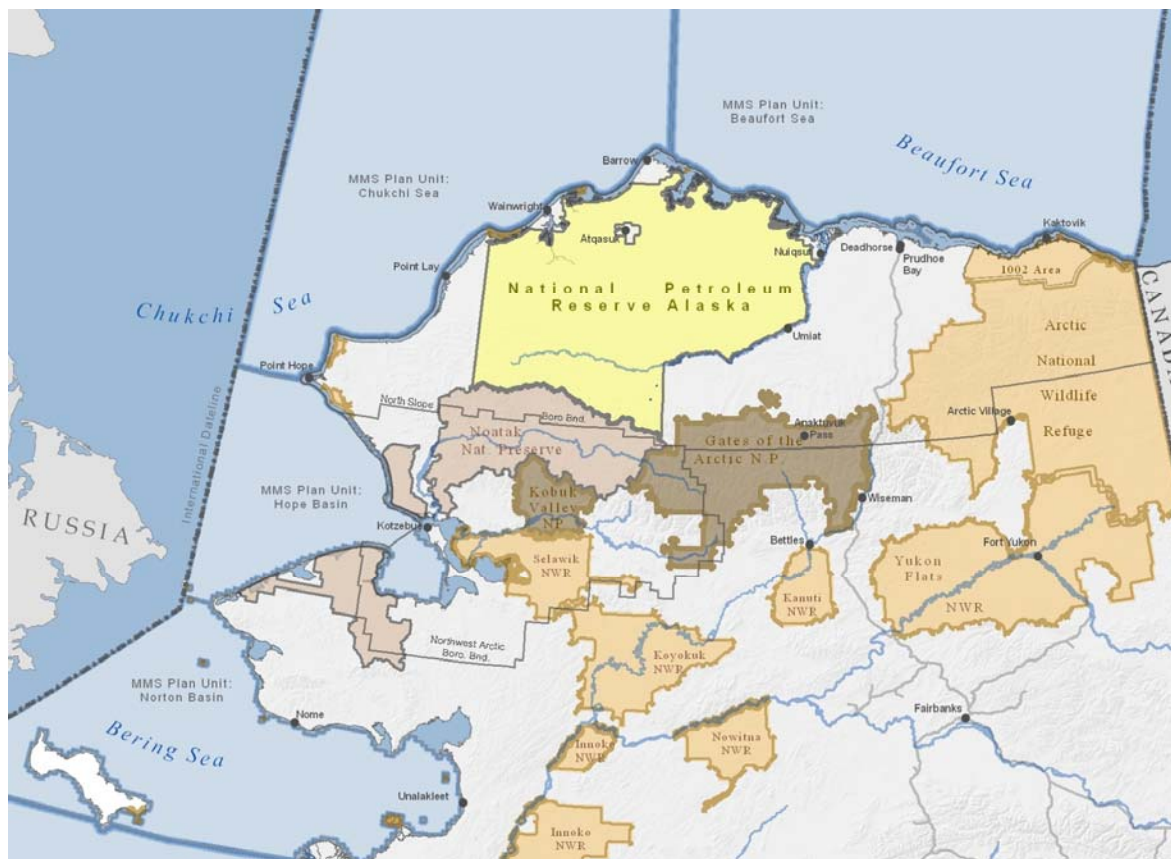 MMS Plan Unit:
Beaufort Sea
Beaufort Sea
Barrow
MMS Plan Unit:
Chukchi Sea
Wainwright
Atqasuk
Nuiqsut
Deadhorse
Prudhoe
Bay
Kaktovik
1002 Area
Point Lay
National Petroleum
Reserve Alaska
Chukchi Sea
Umiat
CANADA
Arctic
National
Wildlife
Refuge
Point Hope
International Dateline
North Slope
Boro Bnd.
Noatak
Nat. Preserve
Anaktuvuk
Pass
Gates of the
Arctic N.P.
Arctic Village
MMS Plan Unit:
Hope Basin
Kobuk
Valley
NP
Wiseman
RUSSIA
Kotzebue
Selawik
NWR
Bettles
Fort Yukon
Yukon
Flats
NWR
Kanuti
NWR
Northwest Arctic
Boro. Bnd.
Koyokuk
NWR
MMS Plan Unit:
Norton Basin
Nome
Fairbanks
Bering Sea
Innoko
NWR
Nowitna
NWR
Unalakleet
Innoko
NWR